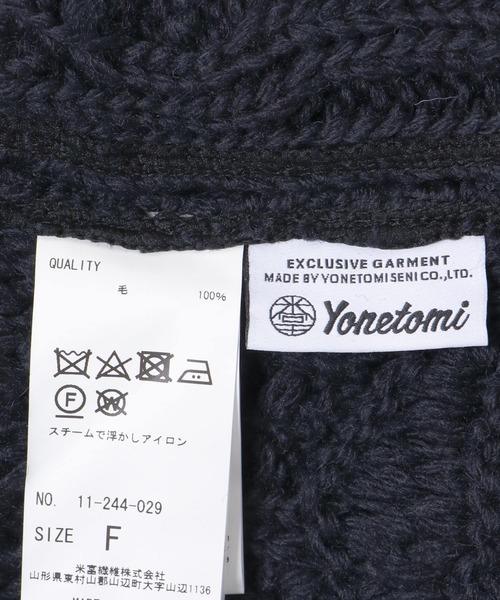 QUALITY
毛 100%
F W
スチームで浮かしアイロン
NO. 11-244-029
SIZE F
米富繊維株式会社
山形県東村山郡山辺町大字山辺1136
EXCLUSIVE GARMENT
MADE BY YONETOMISENI CO., LTD.
Yonetomi